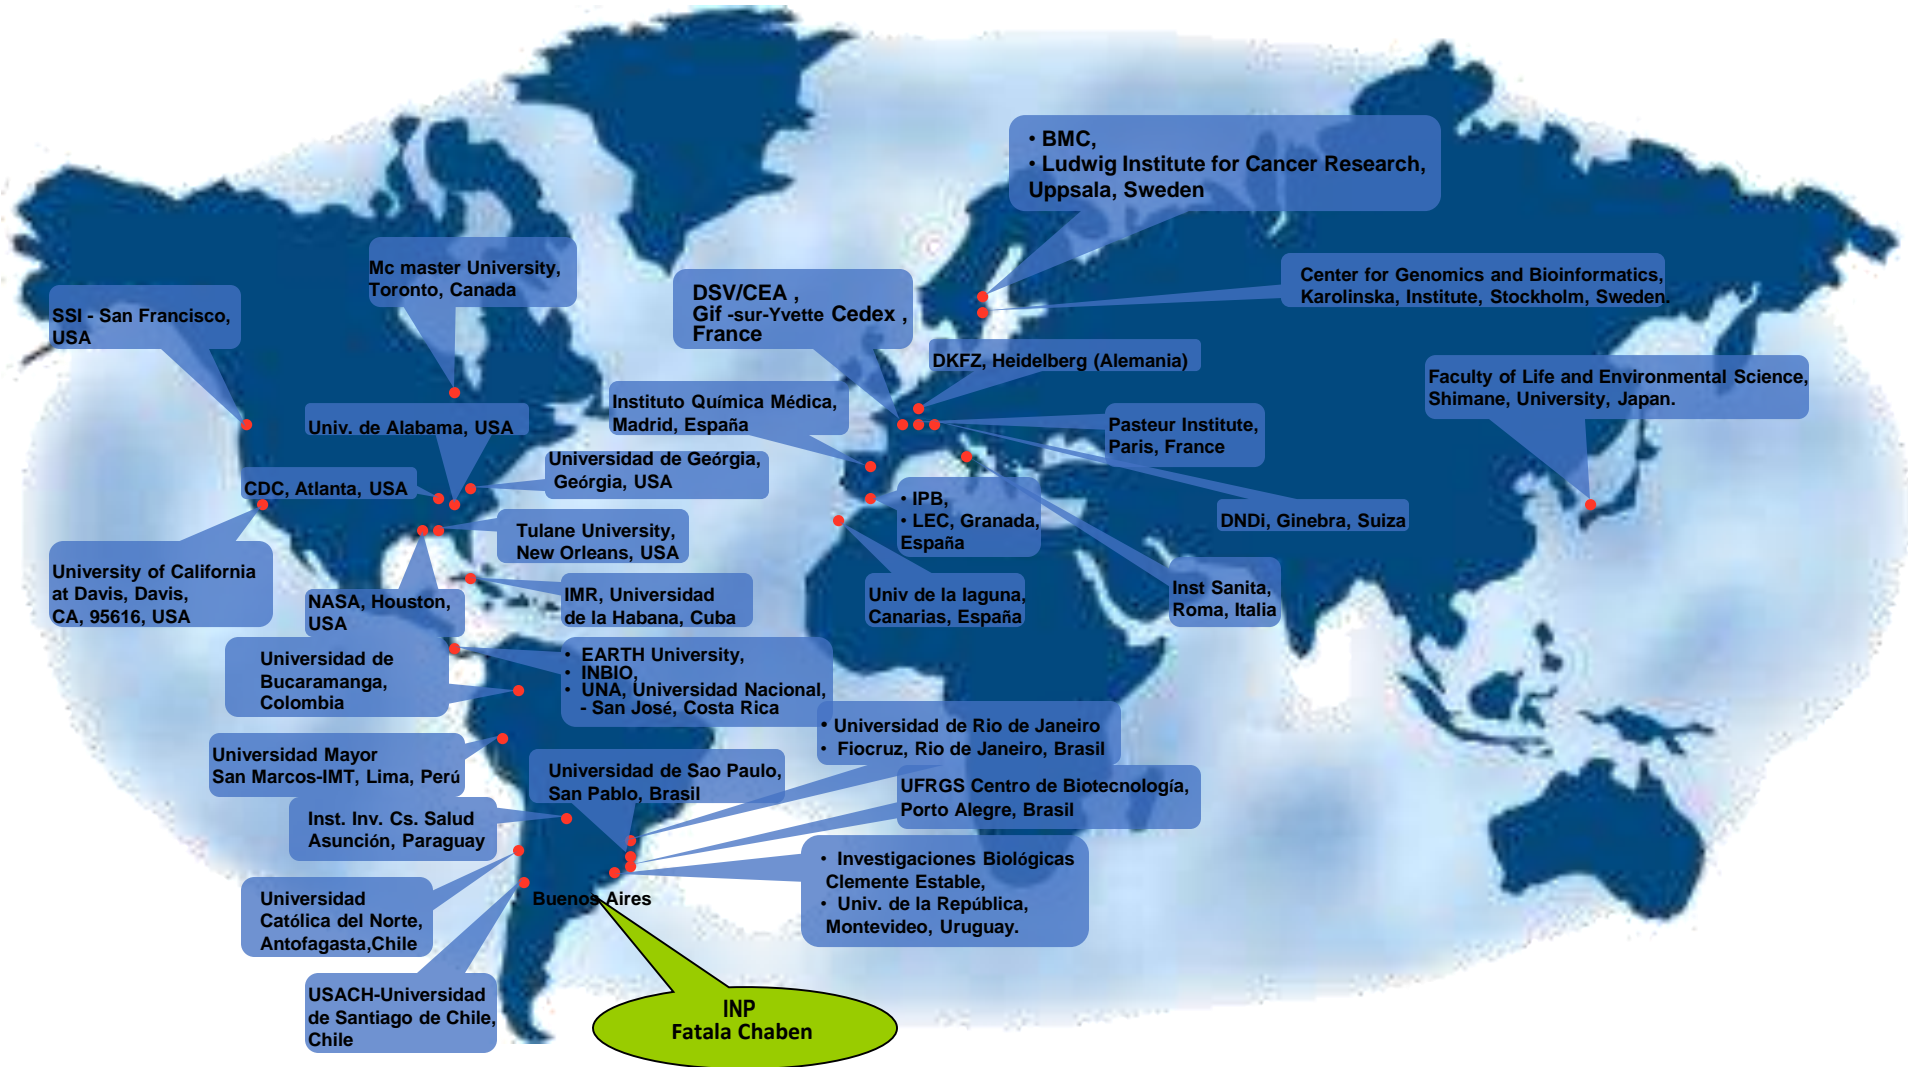 • BMC,
• Ludwig Institute for Cancer Research,
Uppsala, Sweden
Mc master University,
Toronto, Canada
Center for Genomics and Bioinformatics,
Karolinska, Institute, Stockholm, Sweden.
SSI - San Francisco,
USA
DSV/CEA ,
Gif -sur-Yvette Cedex ,
France
DKFZ, Heidelberg (Alemania)
Faculty of Life and Environmental Science,
Shimane, University, Japan.
Instituto Química Médica,
Madrid, España
Univ. de Alabama, USA
Pasteur Institute,
Paris, France
Universidad de Geórgia,
Geórgia, USA
CDC, Atlanta, USA
• IPB,
• LEC, Granada,
España
DNDi, Ginebra, Suiza
Tulane University,
New Orleans, USA
University of California
at Davis, Davis,
CA, 95616, USA
NASA, Houston,
USA
IMR, Universidad
de la Habana, Cuba
Univ de la laguna,
Canarias, España
Inst Sanita,
Roma, Italia
Universidad de
Bucaramanga,
Colombia
• EARTH University,
• INBIO,
• UNA, Universidad Nacional,
- San José, Costa Rica
• Universidad de Rio de Janeiro
• Fiocruz, Rio de Janeiro, Brasil
Universidad Mayor
San Marcos-IMT, Lima, Perú
Universidad de Sao Paulo,
San Pablo, Brasil
UFRGS Centro de Biotecnología,
Porto Alegre, Brasil
Inst. Inv. Cs. Salud
Asunción, Paraguay
• Investigaciones Biológicas
Clemente Estable,
• Univ. de la República,
Montevideo, Uruguay.
Universidad
Católica del Norte,
Antofagasta,Chile
Buenos Aires
USACH-Universidad
de Santiago de Chile,
Chile
INP
Fatala Chaben